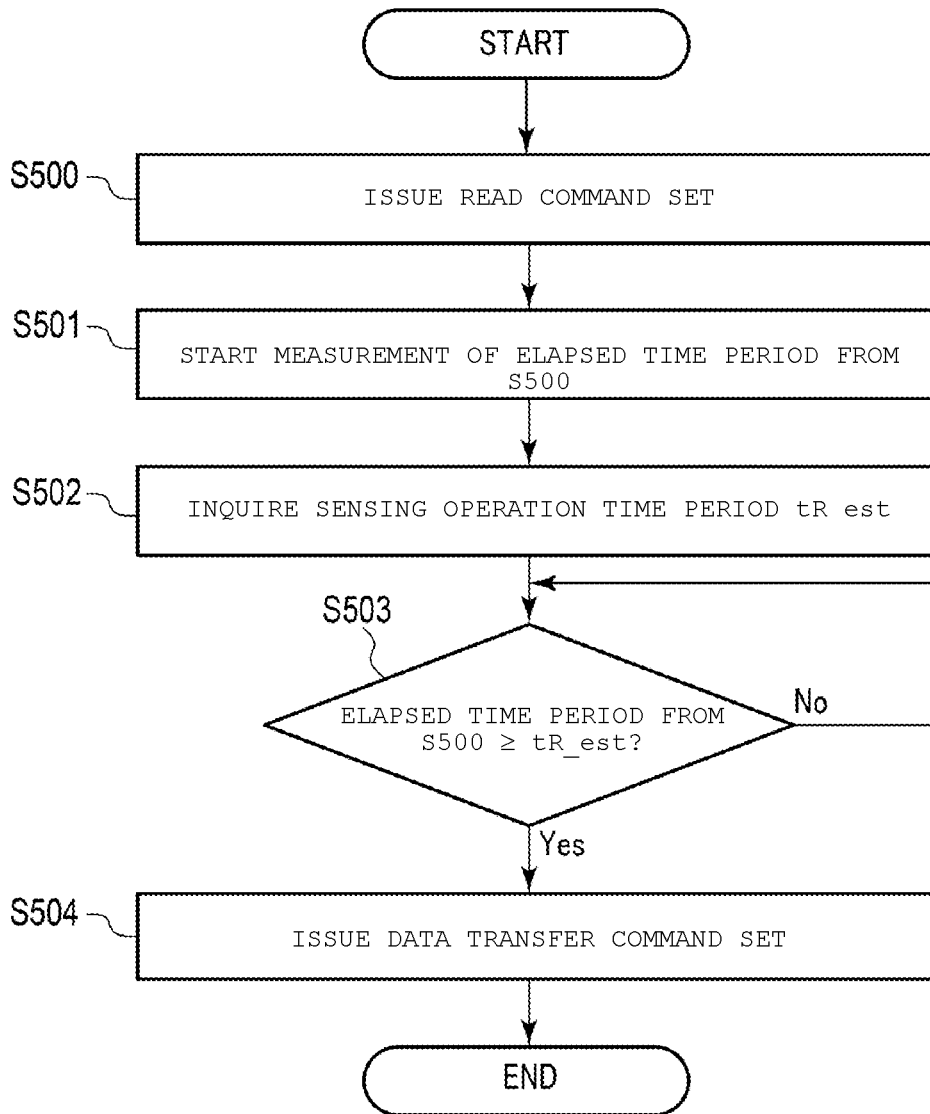 START
S500
ISSUE READ COMMAND SET
S501
START MEASUREMENT OF ELAPSED TIME PERIOD FROM
S500
S502
INQUIRE SENSING OPERATION TIME PERIOD tR est
S503
ELAPSED TIME PERIOD FROM
S500 ≥ tR_est?
No
Yes
S504
ISSUE DATA TRANSFER COMMAND SET
END